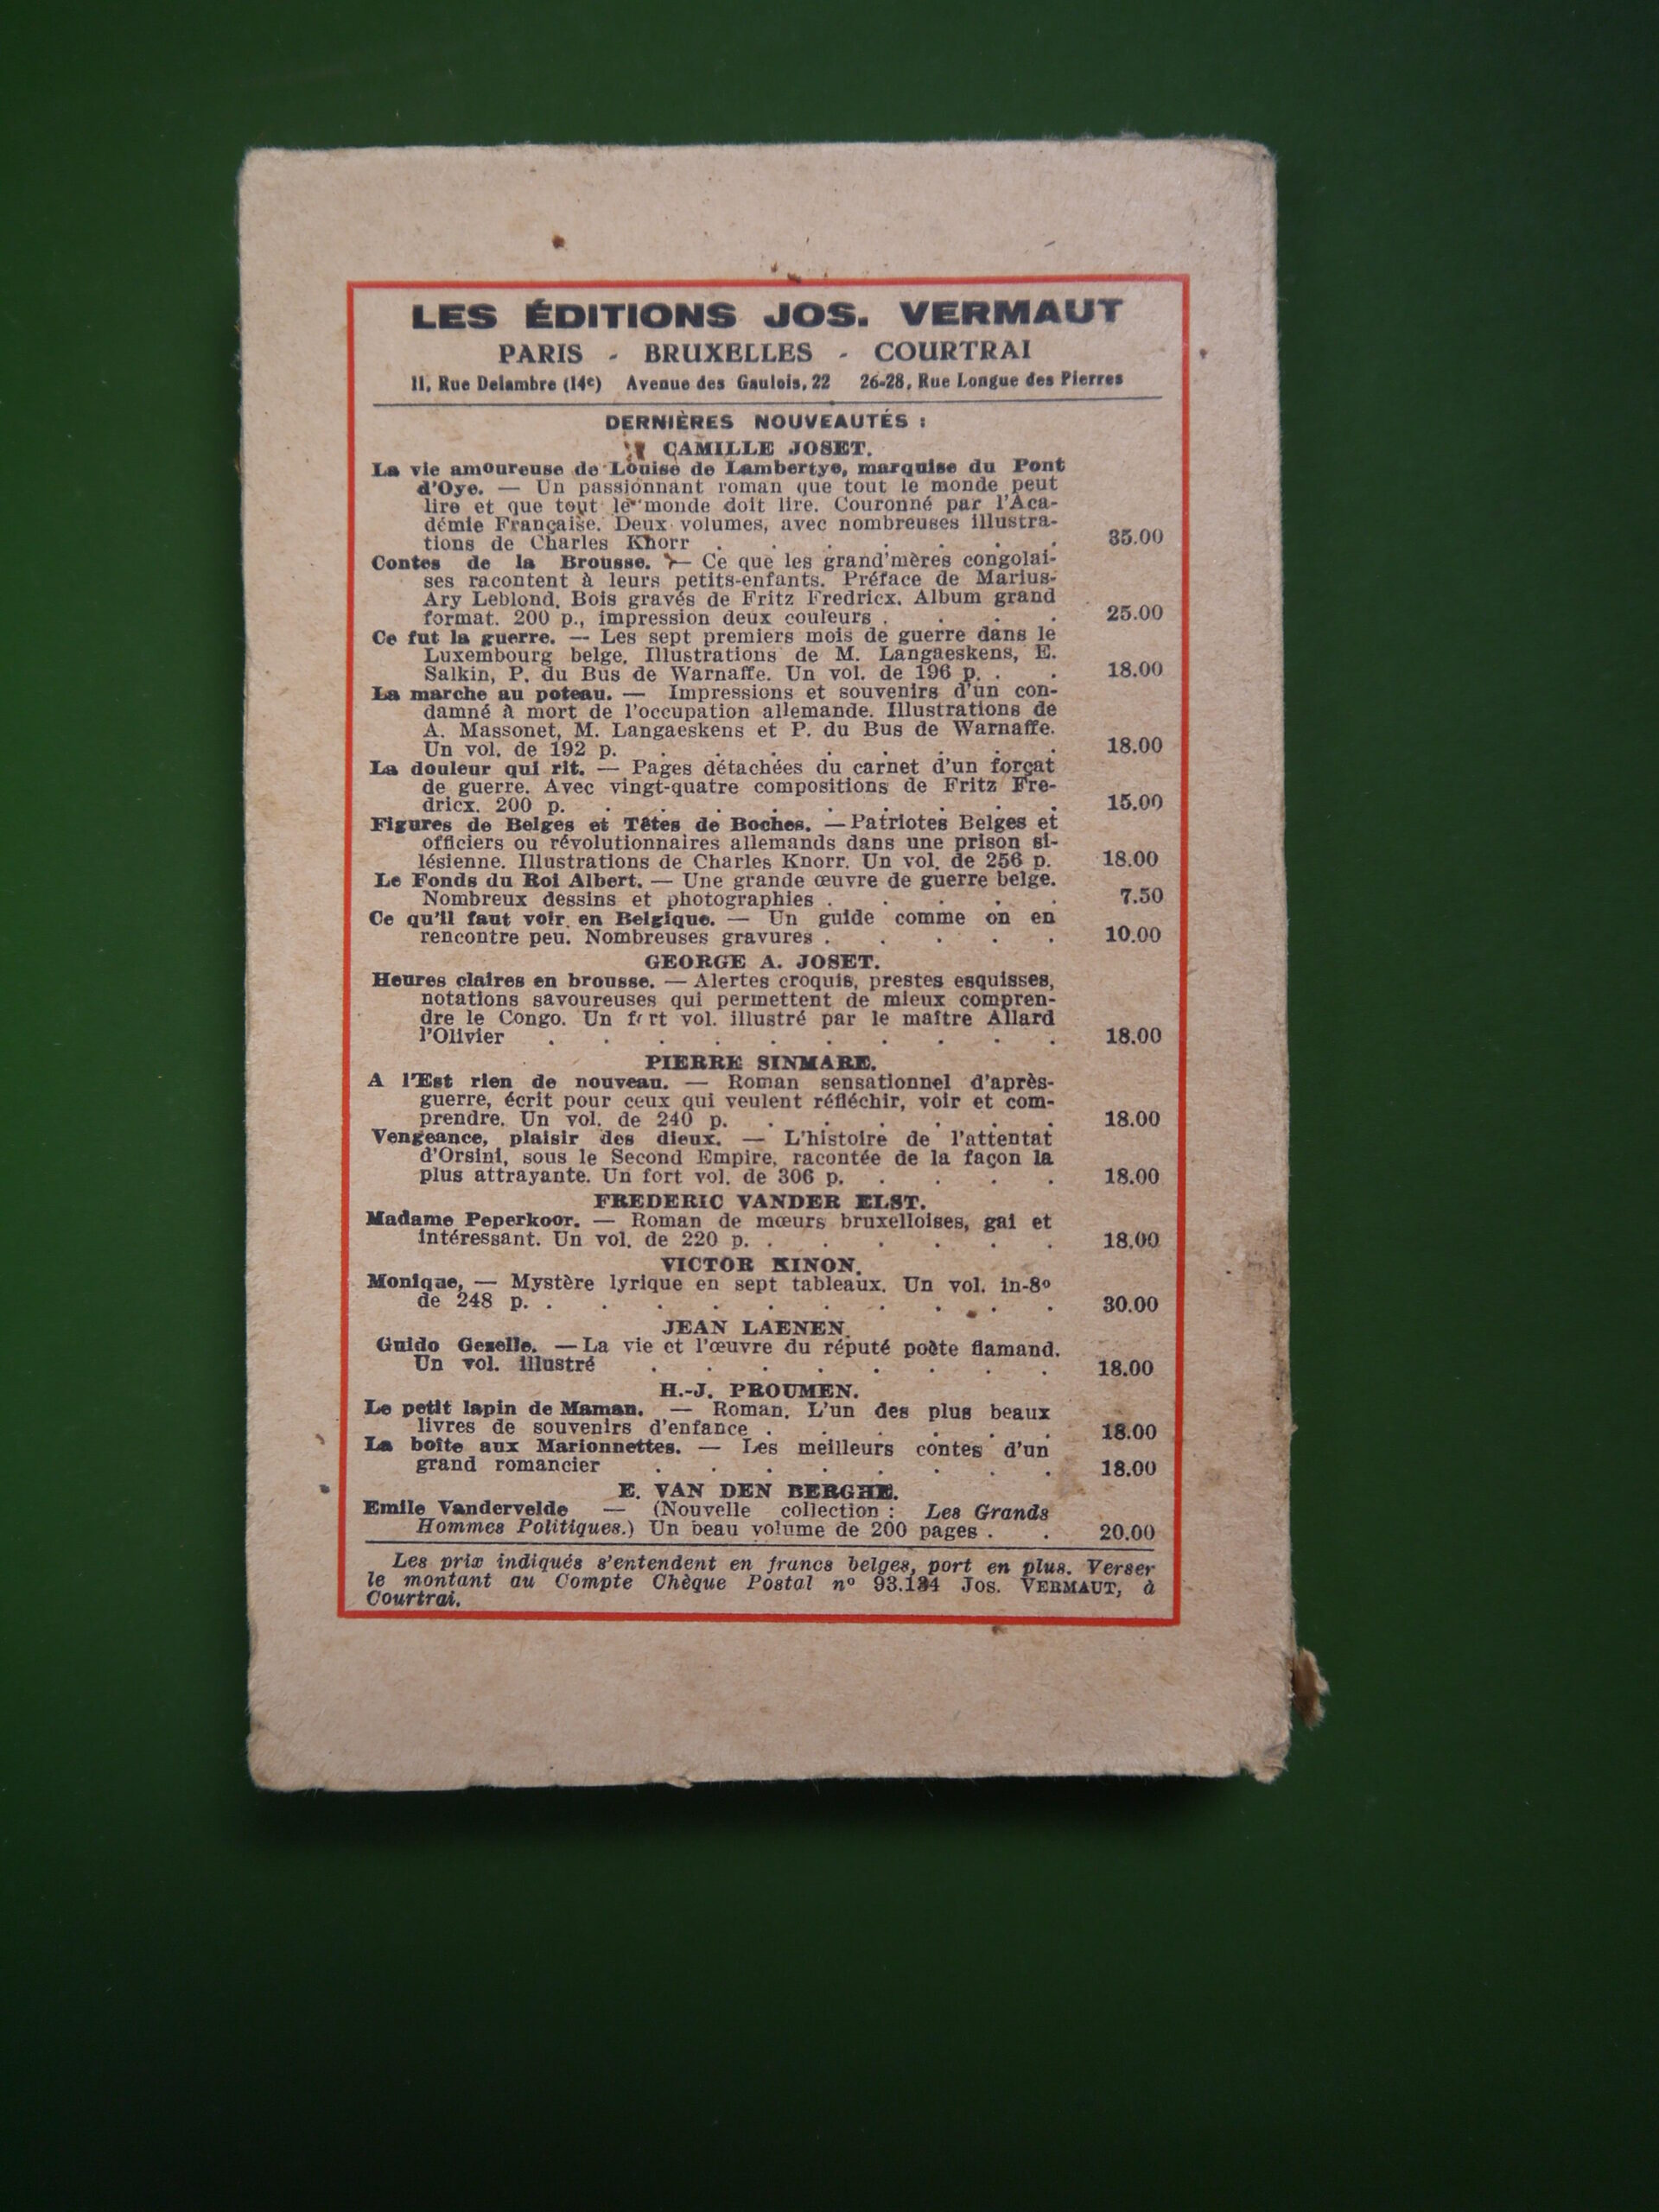 LES ÉDITIONS JOS. VERMAUT
PARIS - BRUXELLES - COURTRAI
11, Rue Delambre (14e) Avenue des Gaulois, 22 26-28, Rue Longue des Pierres
DERNIÈRES NOUVEAUTÉS :
CAMILLE JOSET.
La vie amoureuse de Louise de Lambertye, marquise du Pont
d'Oye. — Un passionnant roman que tout le monde peut
lire et que tout le monde doit lire. Couronné par l'Aca-
démie Française. Deux volumes, avec nombreuses illustra-
tions de Charles Knorr . . . . . . . 35.00
Contes de la Brousse. — Ce que les grand'mères congolai-
ses racontent à leurs petits-enfants. Préface de Marius-
Ary Leblond. Bois gravés de Fritz Fredricx. Album grand
format. 200 p., impression deux couleurs . . . . 25.00
Ce fut la guerre. — Les sept premiers mois de guerre dans le
Luxembourg belge. Illustrations de M. Langaeskens, E.
Salkin, P. du Bus de Warnaffe. Un vol. de 196 p. . . 18.00
La marche au poteau. — Impressions et souvenirs d'un con-
damné à mort de l'occupation allemande. Illustrations de
A. Massonet, M. Langaeskens et P. du Bus de Warnaffe.
Un vol. de 192 p. . . . . . . . . 18.00
La douleur qui rit. — Pages détachées du carnet d'un forçat
de guerre. Avec vingt-quatre compositions de Fritz Fre-
dricx. 200 p. . . . . . . . . . 15.00
Figures de Belges et Têtes de Boches. — Patriotes Belges et
officiers ou révolutionnaires allemands dans une prison si-
lésienne. Illustrations de Charles Knorr. Un vol. de 256 p. 18.00
Le Fonds du Roi Albert. — Une grande œuvre de guerre belge.
Nombreux dessins et photographies . . . . . 7.50
Ce qu'il faut voir en Belgique. — Un guide comme on en
rencontre peu. Nombreuses gravures . . . . . 10.00
GEORGE A. JOSET.
Heures claires en brousse. — Alertes croquis, prestes esquisses,
notations savoureuses qui permettent de mieux compren-
dre le Congo. Un fort vol. illustré par le maître Allard
l'Olivier . . . . . . . . . . 18.00
PIERRE SINMARE.
A l'Est rien de nouveau. — Roman sensationnel d'après-
guerre, écrit pour ceux qui veulent réfléchir, voir et com-
prendre. Un vol. de 240 p. . . . . . . 18.00
Vengeance, plaisir des dieux. — L'histoire de l'attentat
d'Orsini, sous le Second Empire, racontée de la façon la
plus attrayante. Un fort vol. de 306 p. . . . . 18.00
FREDERIC VANDER ELST.
Madame Peperkoor. — Roman de mœurs bruxelloises, gai et
intéressant. Un vol. de 220 p. . . . . . . 18.00
VICTOR KINON.
Monique, — Mystère lyrique en sept tableaux. Un vol. in-8o
de 248 p. . . . . . . . . . . 30.00
JEAN LAENEN.
Guido Gezelle. — La vie et l'œuvre du réputé poète flamand.
Un vol. illustré . . . . . . . . 18.00
H.-J. PROUMEN.
Le petit lapin de Maman. — Roman. L'un des plus beaux
livres de souvenirs d'enfance . . . . . . 18.00
La boîte aux Marionnettes. — Les meilleurs contes d'un
grand romancier . . . . . . . . 18.00
E. VAN DEN BERGHE.
Emile Vandervelde — (Nouvelle collection : Les Grands
Hommes Politiques.) Un beau volume de 200 pages . . 20.00
Les prix indiqués s'entendent en francs belges, port en plus. Verser
le montant au Compte Chèque Postal no 93.134 Jos. VERMAUT, à
Courtrai.